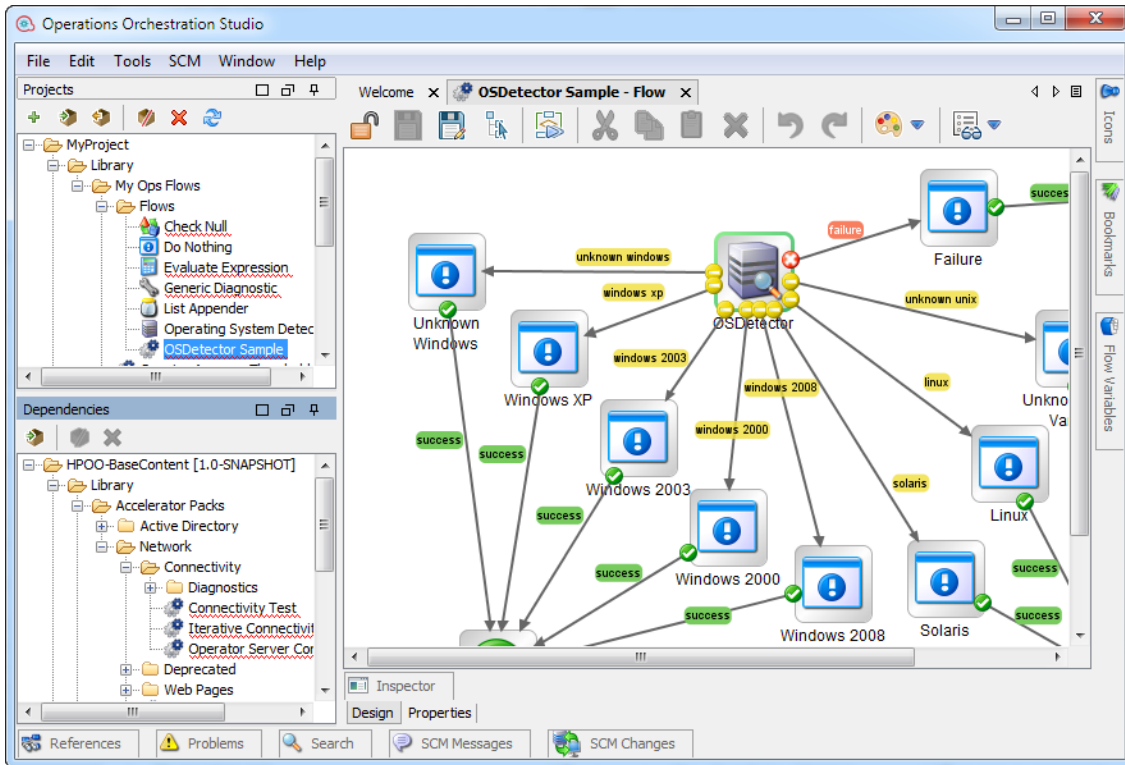 Operations Orchestration Studio
File Edit Tools SCM Window Help
Projects
MyProject
Library
My Ops Flows
Flows
Check Null
Do Nothing
Evaluate Expression
Generic Diagnostic
List Appender
Operating System Detec
OSDetector Sample
Dependencies
HPOO-BaseContent [1.0-SNAPSHOT]
Library
Accelerator Packs
Active Directory
Network
Connectivity
Diagnostics
Connectivity Test
Iterative Connectivit
Operator Server Cor
Deprecated
Web Pages
Welcome
OSDetector Sample - Flow
Failure
failure
succes
OSDetector
unknown windows
Unknown
Windows
windows xp
Windows XP
unknown unix
Unkno
Va
windows 2003
Windows 2003
windows 2000
Windows 2000
windows 2008
Windows 2008
linux
Linux
solaris
Solaris
success
success
success
success
success
success
success
Icons
Bookmarks
Flow Variables
Inspector
Design Properties
References
Problems
Search
SCM Messages
SCM Changes